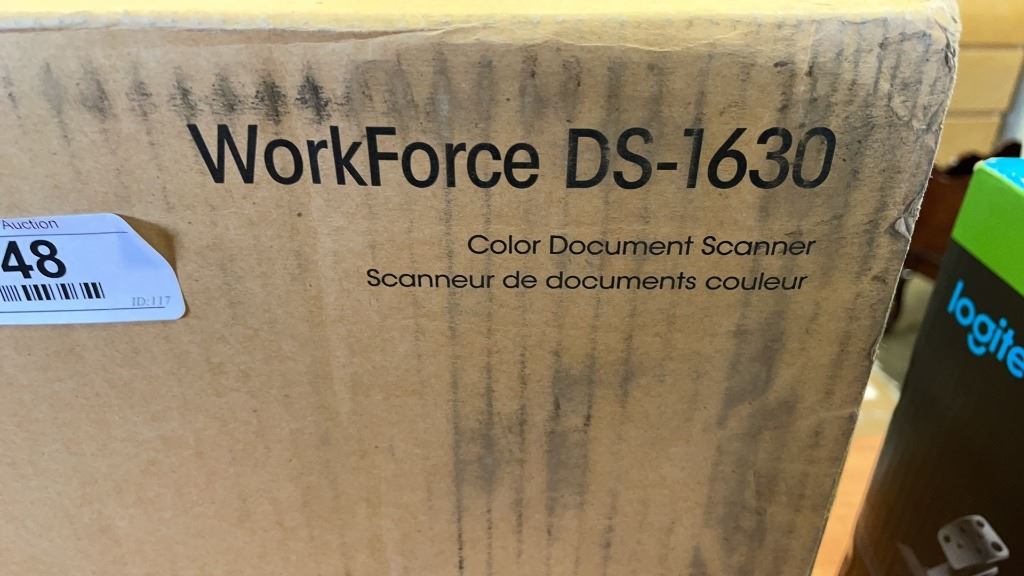 WorkForce DS-1630
Color Document Scanner
Scanneur de documents couleur
Auction
48
ID:117
logite